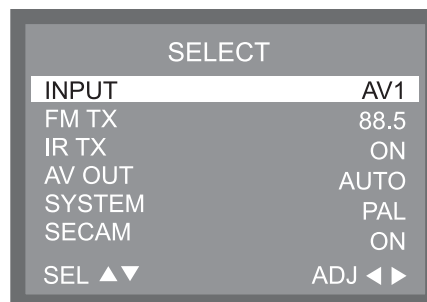 SELECT
INPUT AV1
FM TX 88.5
IR TX ON
AV OUT AUTO
SYSTEM PAL
SECAM ON
SEL ▲▼ ADJ ◀ ▶